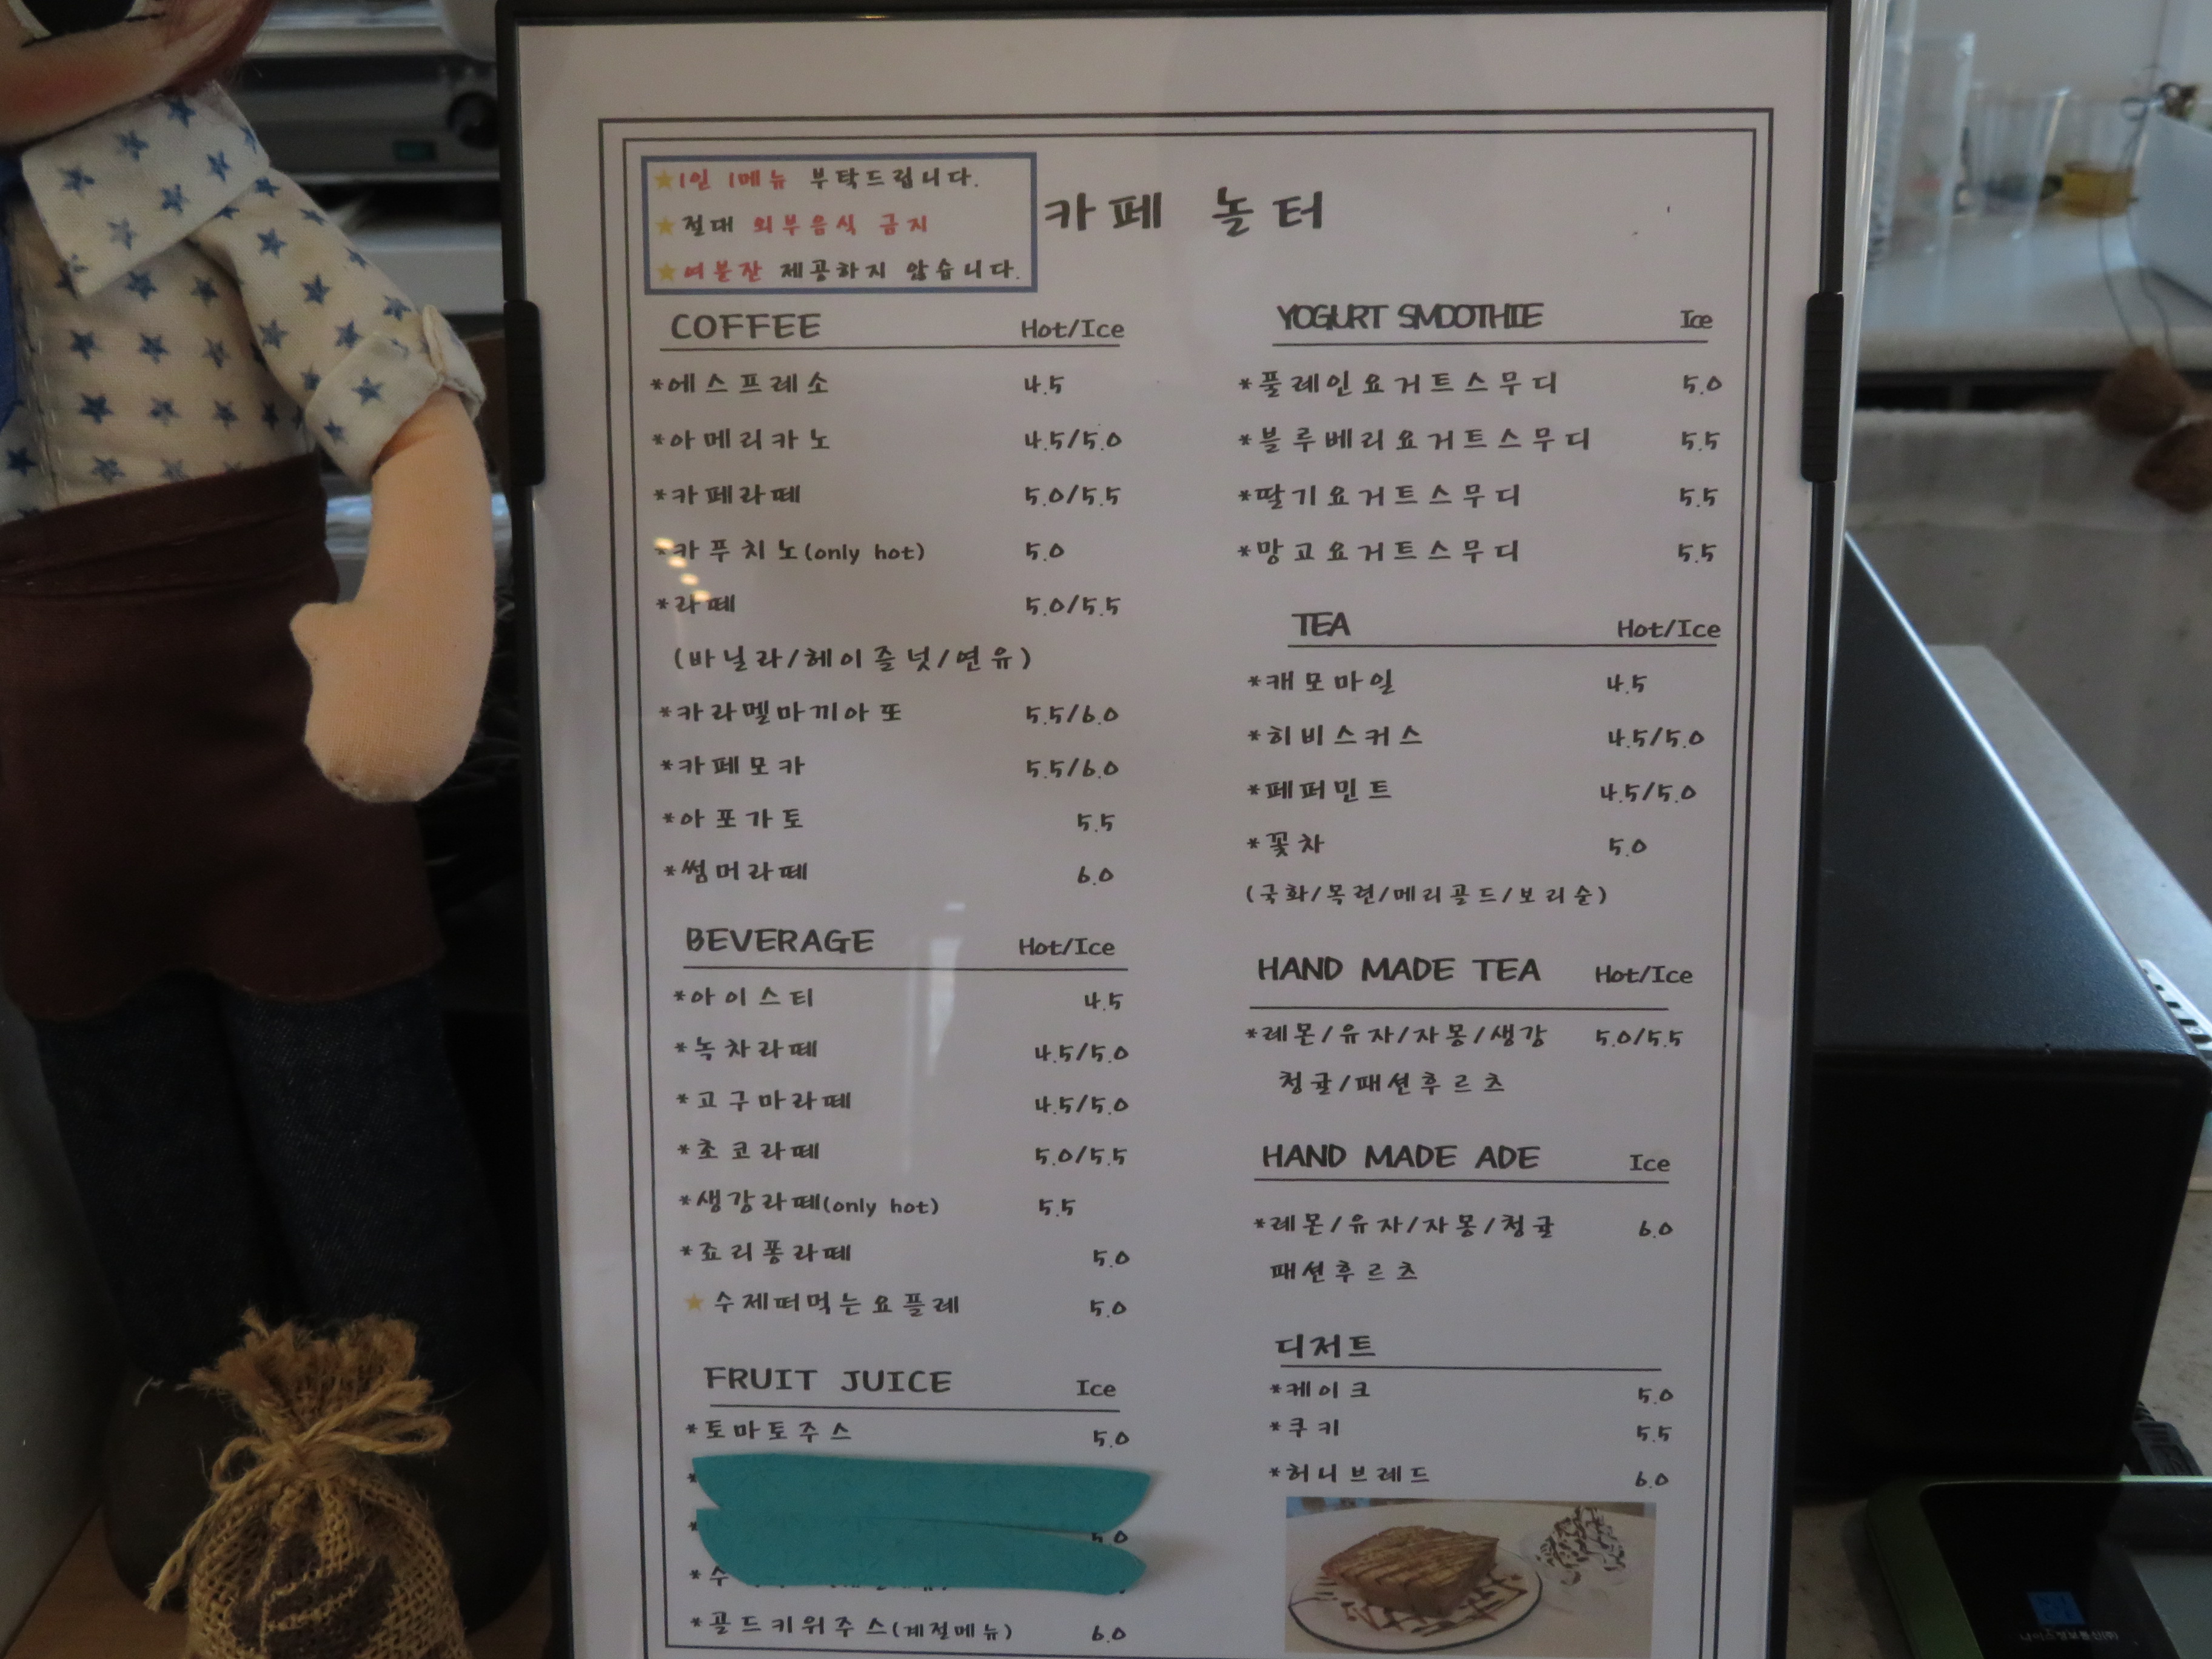 ★1인 1메뉴 부탁드립니다.
★절대 외부음식 금지
★여분잔 제공하지 않습니다.
카페 놀터
COFFEE Hot/Ice
*에스프레소 4.5
*아메리카노 4.5/5.0
*카페라떼 5.0/5.5
*카푸치노(only hot) 5.0
*라떼 5.0/5.5
(바닐라/헤이즐넛/연유)
*카라멜마끼아또 5.5/6.0
*카페모카 5.5/6.0
*아포가토 5.5
*썸머라떼 6.0
BEVERAGE Hot/Ice
*아이스티 4.5
*녹차라떼 4.5/5.0
*고구마라떼 4.5/5.0
*초코라떼 5.0/5.5
*생강라떼(only hot) 5.5
*죠리퐁라떼 5.0
★수제떠먹는요플레 5.0
FRUIT JUICE Ice
*토마토주스 5.0
*
* 5.0
*수
*골드키위주스(계절메뉴) 6.0
YOGURT SMOOTHIE Ice
*풀레인요거트스무디 5.0
*블루베리요거트스무디 5.5
*딸기요거트스무디 5.5
*망고요거트스무디 5.5
TEA Hot/Ice
*캐모마일 4.5
*히비스커스 4.5/5.0
*페퍼민트 4.5/5.0
*꽃차 5.0
(국화/목련/메리골드/보리순)
HAND MADE TEA Hot/Ice
*레몬/유자/자몽/생강 5.0/5.5
청귤/패션후르츠
HAND MADE ADE Ice
*레몬/유자/자몽/청귤 6.0
패션후르츠
디저트
*케이크 5.0
*쿠키 5.5
*허니브레드 6.0
나이스정보통신(주)